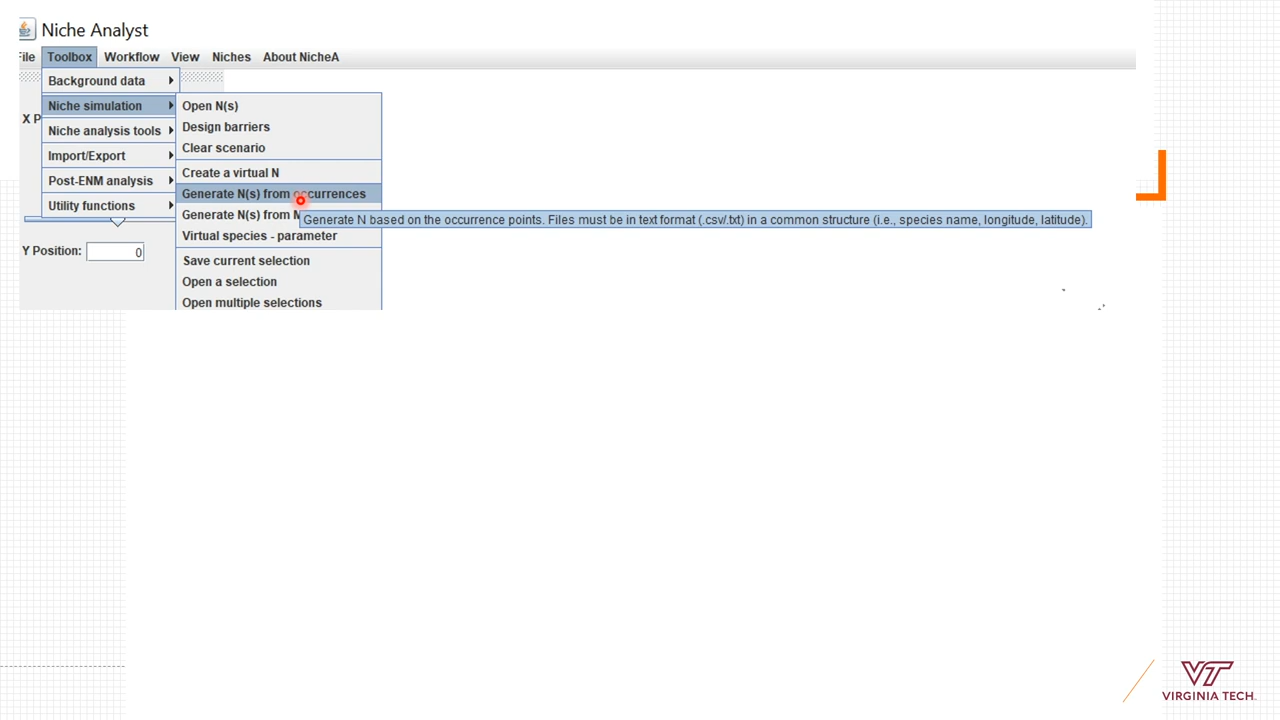 Niche Analyst
File Toolbox Workflow View Niches About NicheA
Background data
Niche simulation
Niche analysis tools
Import/Export
Post-ENM analysis
Utility functions
X P
Y Position: 0
Open N(s)
Design barriers
Clear scenario
Create a virtual N
Generate N(s) from occurrences
Generate N(s) from M
Generate N based on the occurrence points. Files must be in text format (.csv/.txt) in a common structure (i.e., species name, longitude, latitude).
Virtual species - parameter
Save current selection
Open a selection
Open multiple selections
VT
VIRGINIA TECH.